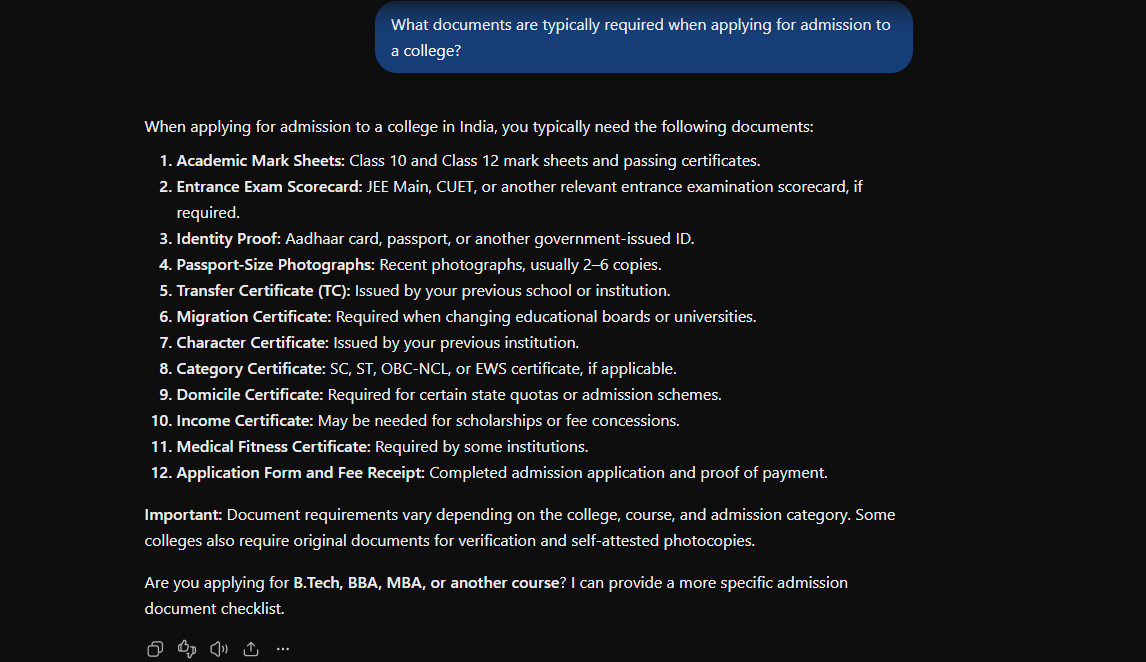 What documents are typically required when applying for admission to
a college?
When applying for admission to a college in India, you typically need the following documents:
1. Academic Mark Sheets: Class 10 and Class 12 mark sheets and passing certificates.
2. Entrance Exam Scorecard: JEE Main, CUET, or another relevant entrance examination scorecard, if
required.
3. Identity Proof: Aadhaar card, passport, or another government-issued ID.
4. Passport-Size Photographs: Recent photographs, usually 2–6 copies.
5. Transfer Certificate (TC): Issued by your previous school or institution.
6. Migration Certificate: Required when changing educational boards or universities.
7. Character Certificate: Issued by your previous institution.
8. Category Certificate: SC, ST, OBC-NCL, or EWS certificate, if applicable.
9. Domicile Certificate: Required for certain state quotas or admission schemes.
10. Income Certificate: May be needed for scholarships or fee concessions.
11. Medical Fitness Certificate: Required by some institutions.
12. Application Form and Fee Receipt: Completed admission application and proof of payment.
Important: Document requirements vary depending on the college, course, and admission category. Some
colleges also require original documents for verification and self-attested photocopies.
Are you applying for B.Tech, BBA, MBA, or another course? I can provide a more specific admission
document checklist.